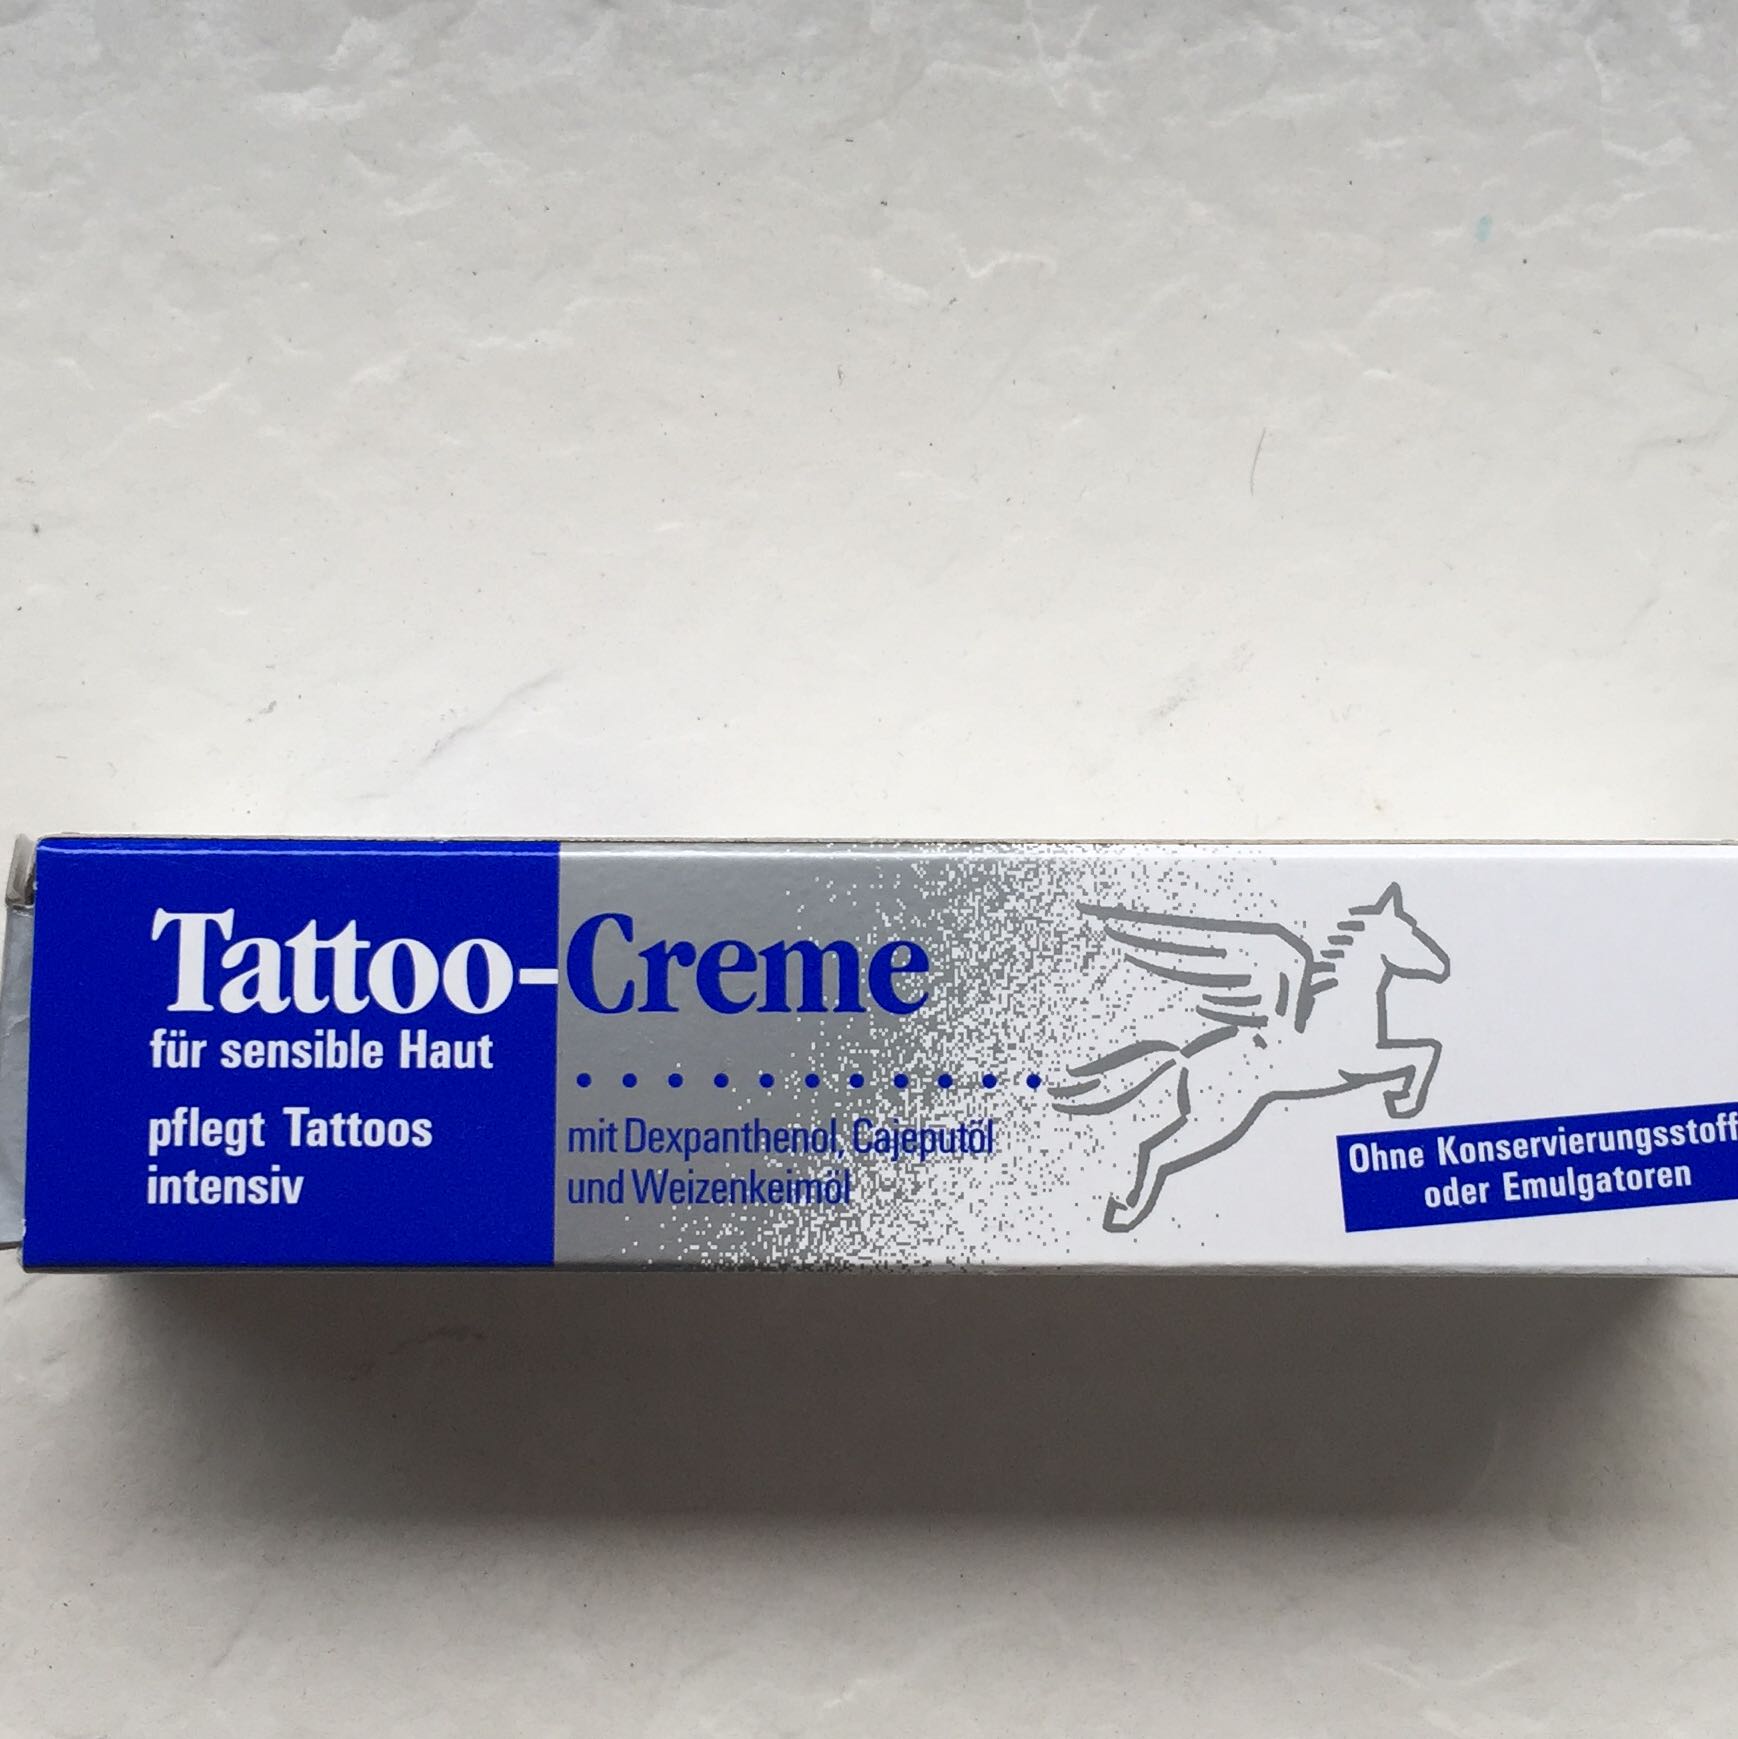 Tattoo-Creme
für sensible Haut
pflegt Tattoos
intensiv
mit Dexpanthenol, Cajeputöl
und Weizenkeimöl
Ohne Konservierungsstoff
oder Emulgatoren